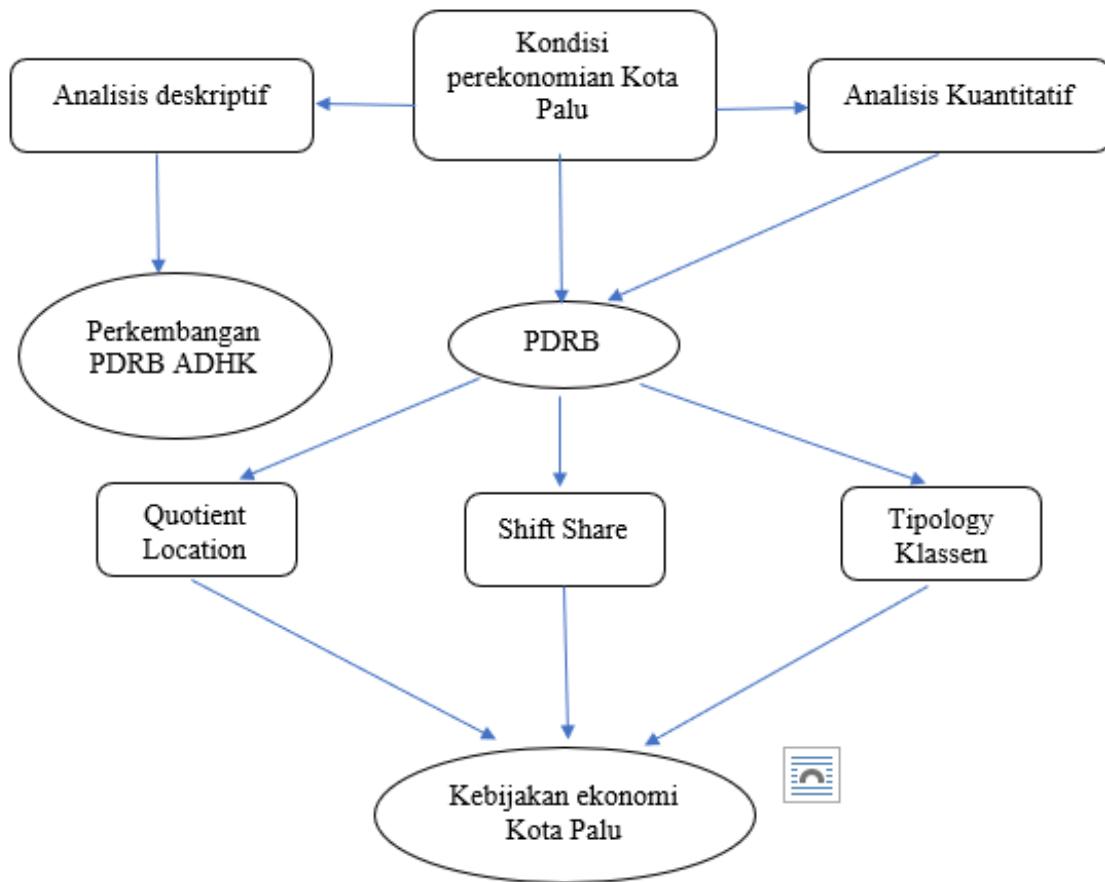 Kondisi
perekonomian Kota
Palu
Analisis deskriptif
Analisis Kuantitatif
Perkembangan
PDRB ADHK
PDRB
Quotient
Location
Shift Share
Tipology
Klassen
Kebijakan ekonomi
Kota Palu